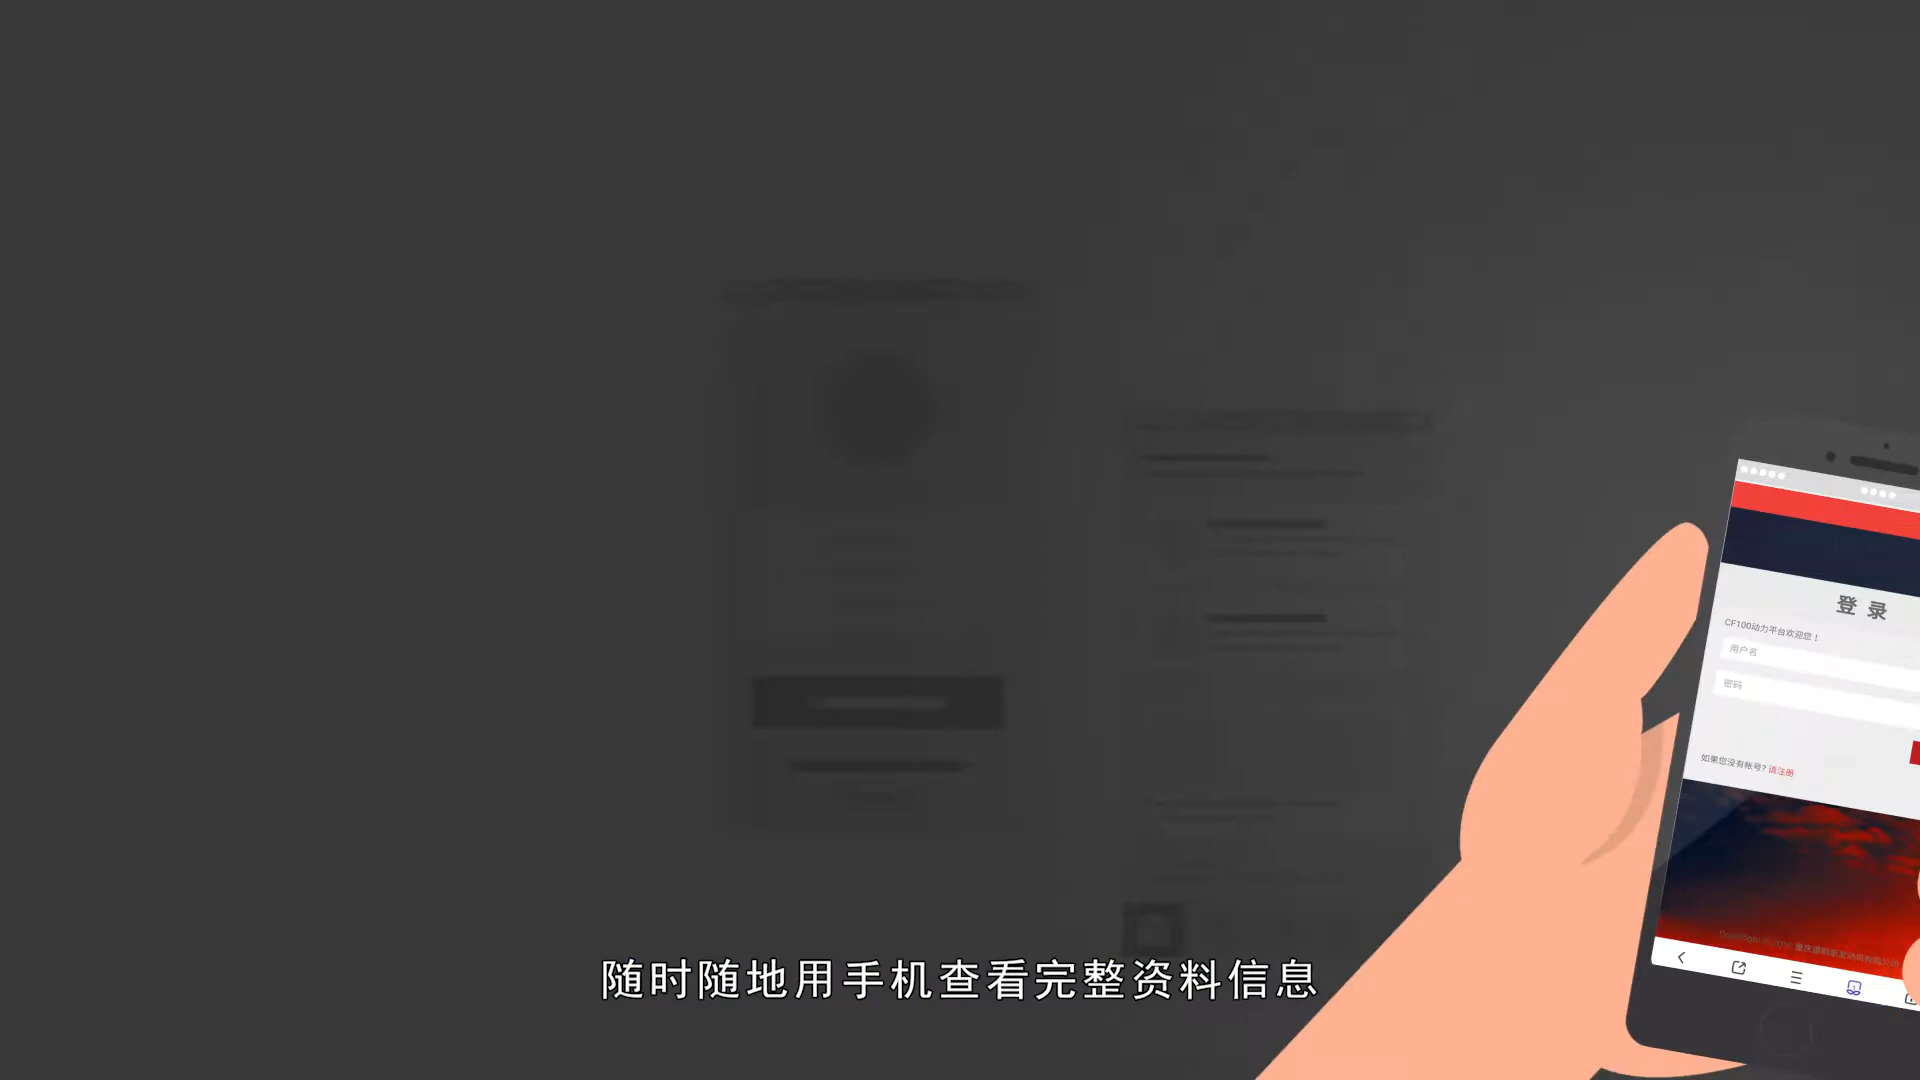 登录
CF100动力平台欢迎您！
用户名
密码
如果您没有帐号? 请注册
随时随地用手机查看完整资料信息